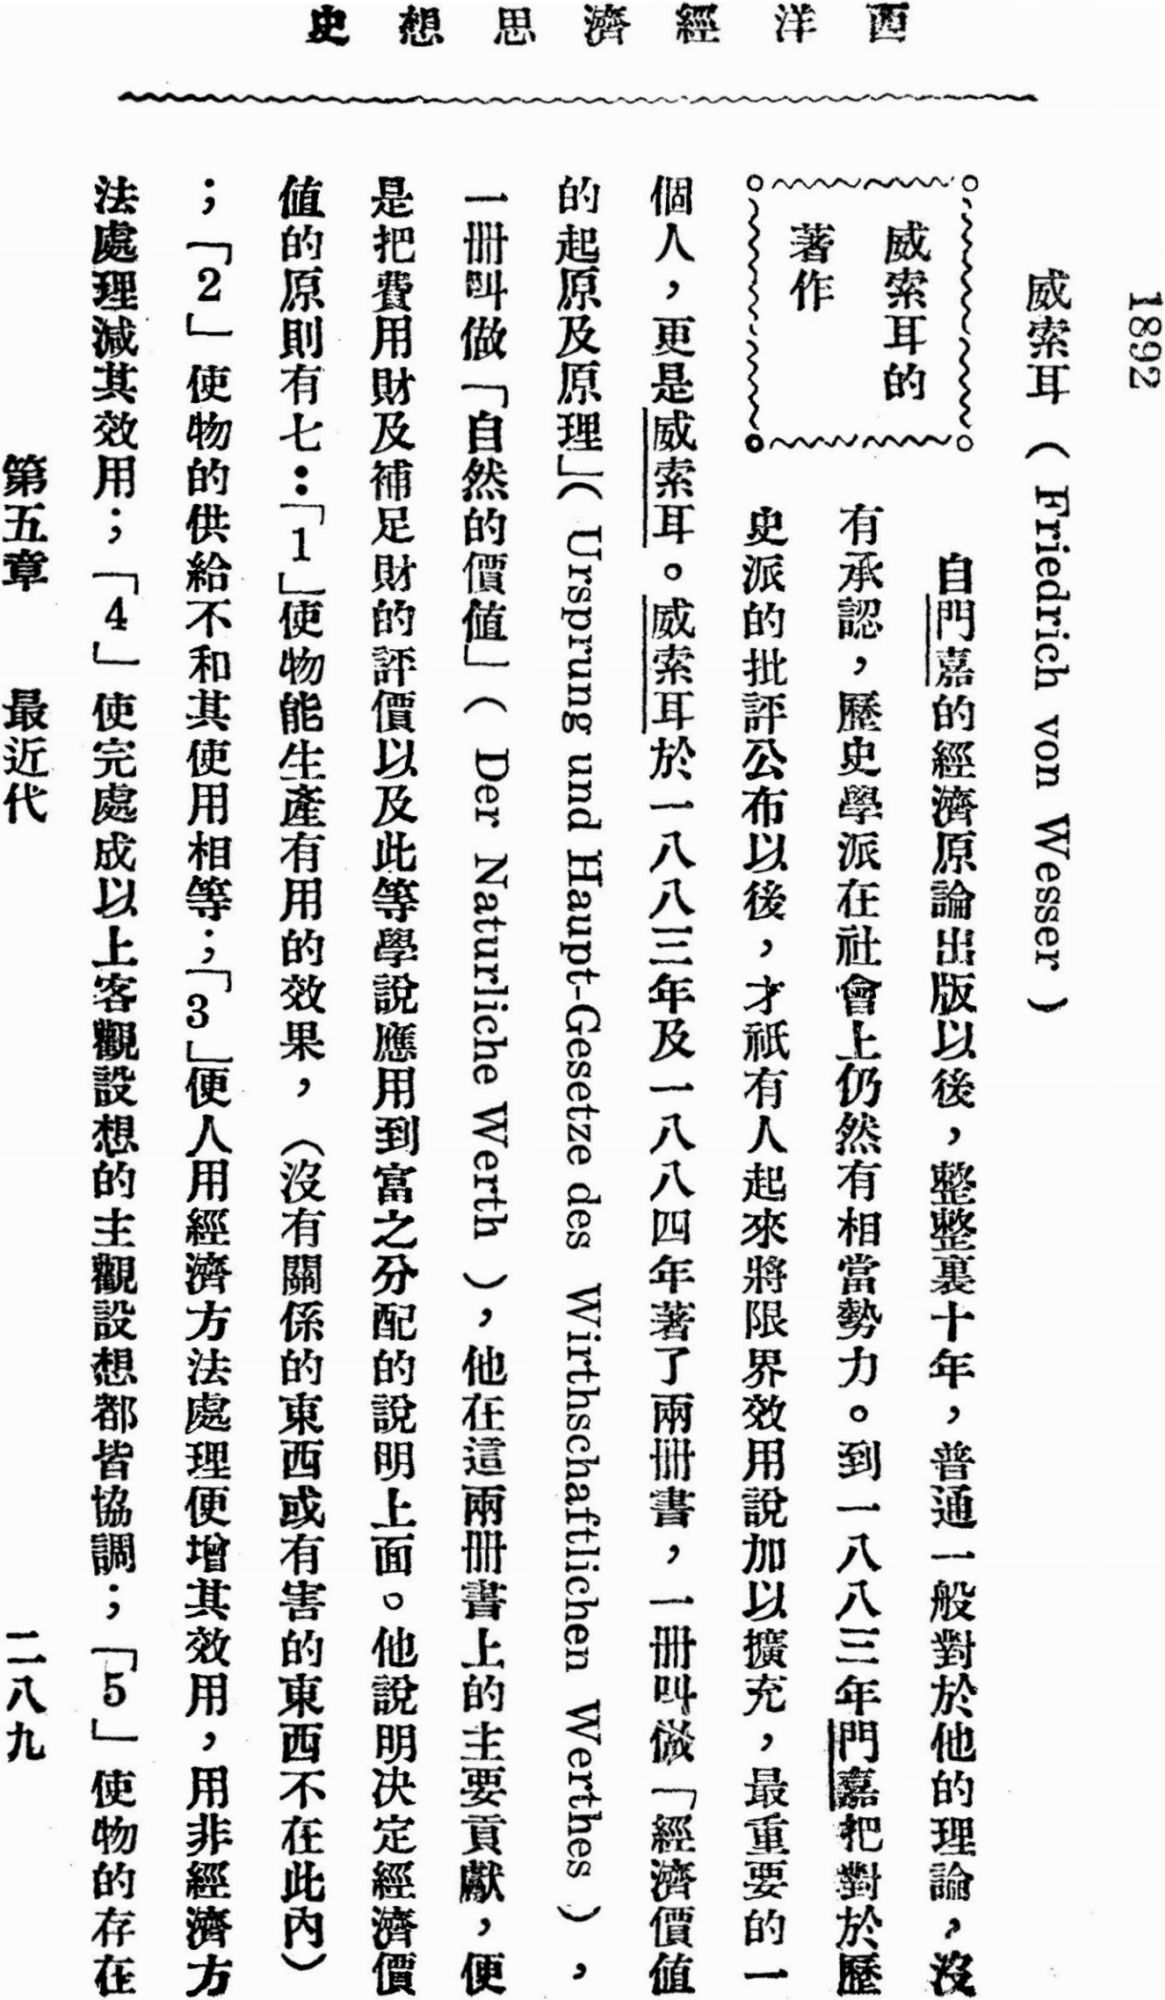 西洋經濟思想史
1892
威索耳（Friedrich von Wesser）
威索耳的
著作
自門嘉的經濟原論出版以後，整整裏十年，普通一般對於他的理論，沒
有承認，歷史學派在社會上仍然有相當勢力。到一八八三年門嘉把對於歷
史派的批評公布以後，才祇有人起來將限界效用說加以擴充，最重要的一
個人，更是威索耳。威索耳於一八八三年及一八八四年著了兩冊書，一冊叫做「經濟價值
的起原及原理」（Ursprung und Haupt-Gesetze des Wirthschaftlichen Werthes），
一冊叫做「自然的價值」（Der Naturliche Werth），他在這兩冊書上的主要貢獻，便
是把費用財及補足財的評價以及此等學說應用到富之分配的說明上面。他說明决定經濟價
值的原則有七：「1」使物能生產有用的效果，（沒有關係的東西或有害的東西不在此內）
；「2」使物的供給不和其使用相等；「3」便人用經濟方法處理便增其效用，用非經濟方
法處理減其效用；「4」使完處成以上客觀設想的主觀設想都皆協調；「5」使物的存在
第五章　最近代　二八九